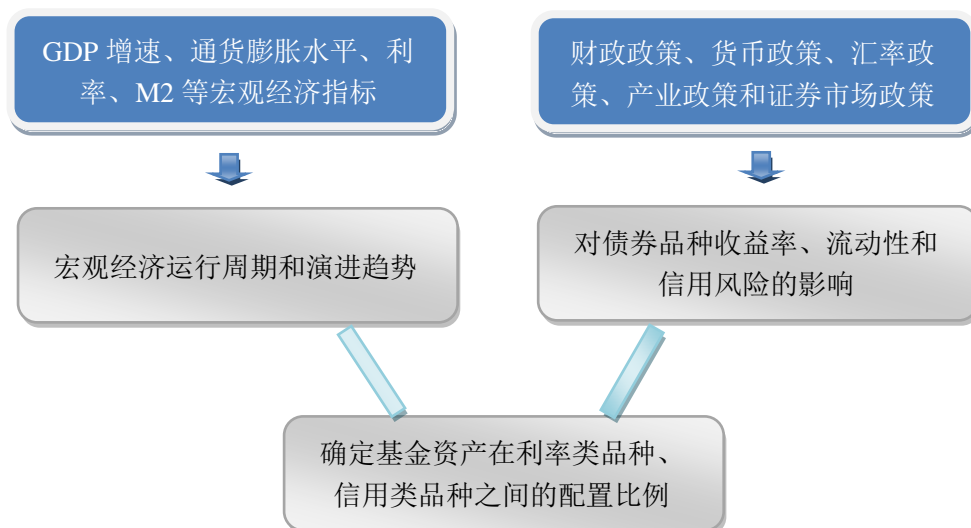 GDP 增速、通货膨胀水平、利
率、M2 等宏观经济指标
财政政策、货币政策、汇率政
策、产业政策和证券市场政策
宏观经济运行周期和演进趋势
对债券品种收益率、流动性和
信用风险的影响
确定基金资产在利率类品种、
信用类品种之间的配置比例